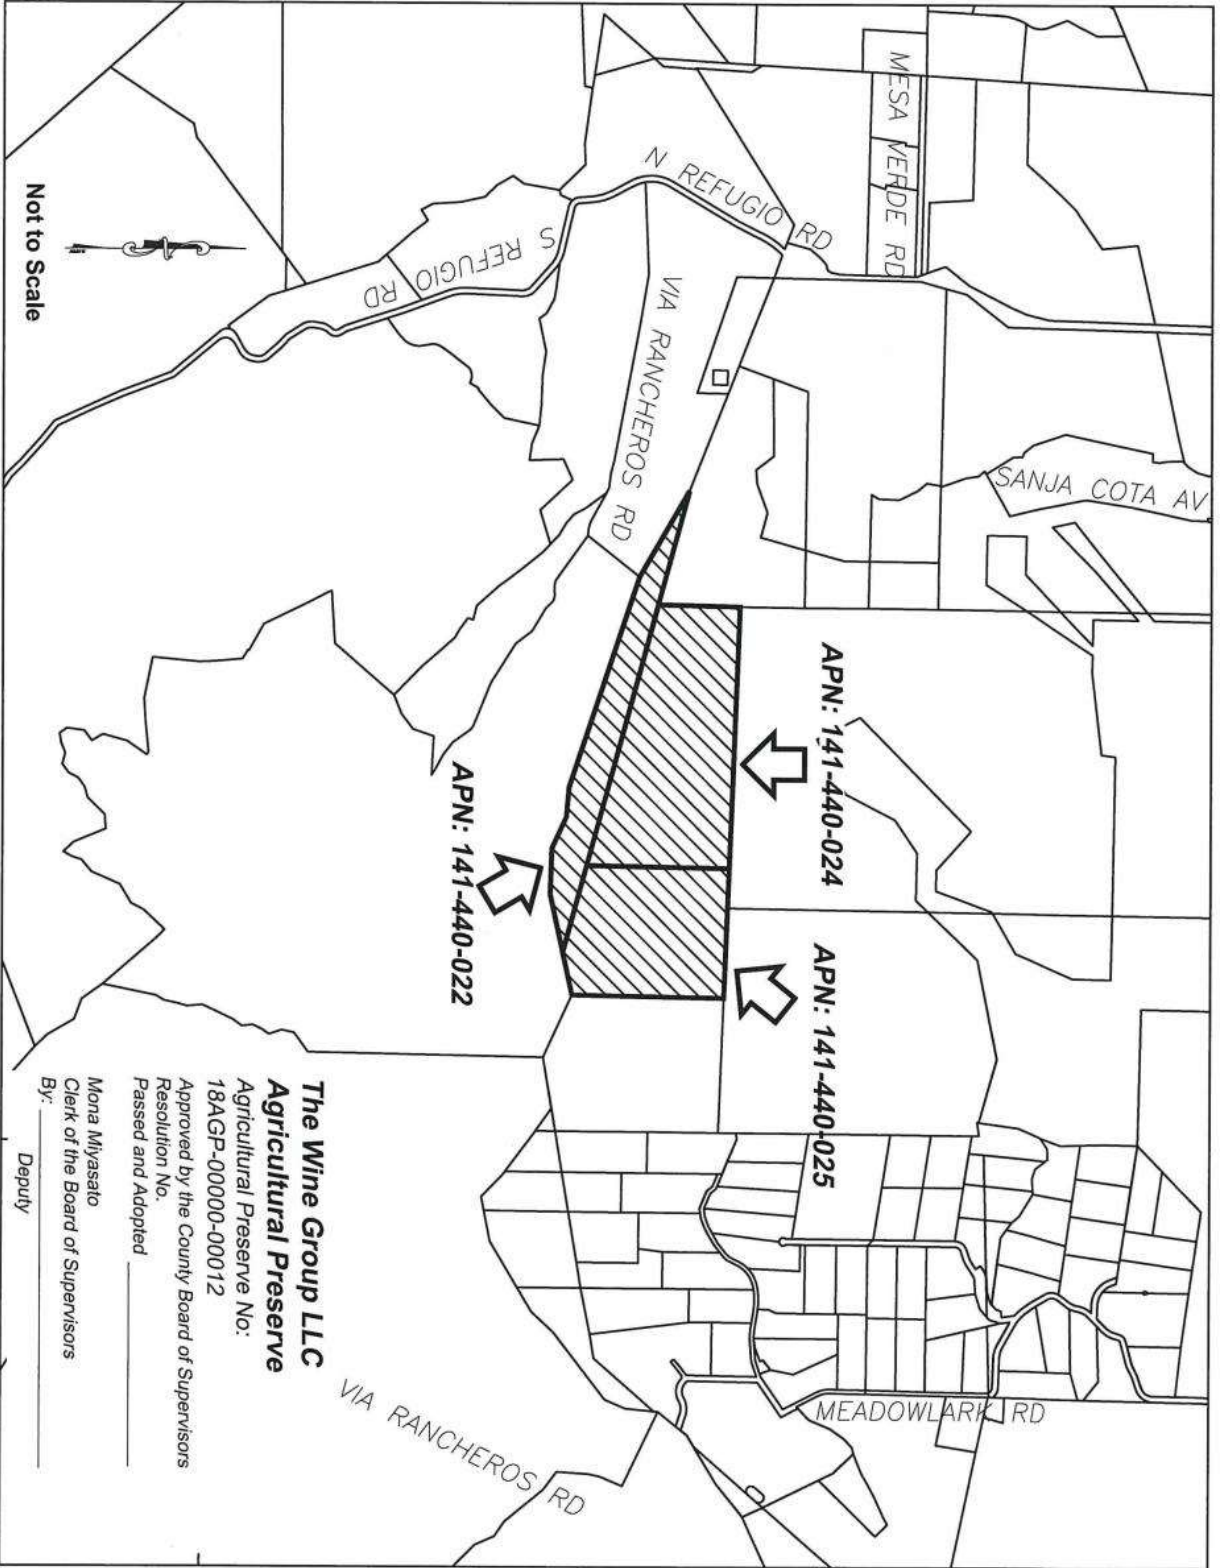 MESA VERDE RD
N REFUGIO RD
S REFUGIO RD
VIA RANCHEROS RD
SANJA COTA AV
APN: 141-440-024
APN: 141-440-025
APN: 141-440-022
MEADOWLARK RD
VIA RANCHEROS RD
Not to Scale
The Wine Group LLC
Agricultural Preserve
Agricultural Preserve No:
18AGP-00000-00012
Approved by the County Board of Supervisors
Resolution No.
Passed and Adopted
Mona Miyasato
Clerk of the Board of Supervisors
By:
Deputy